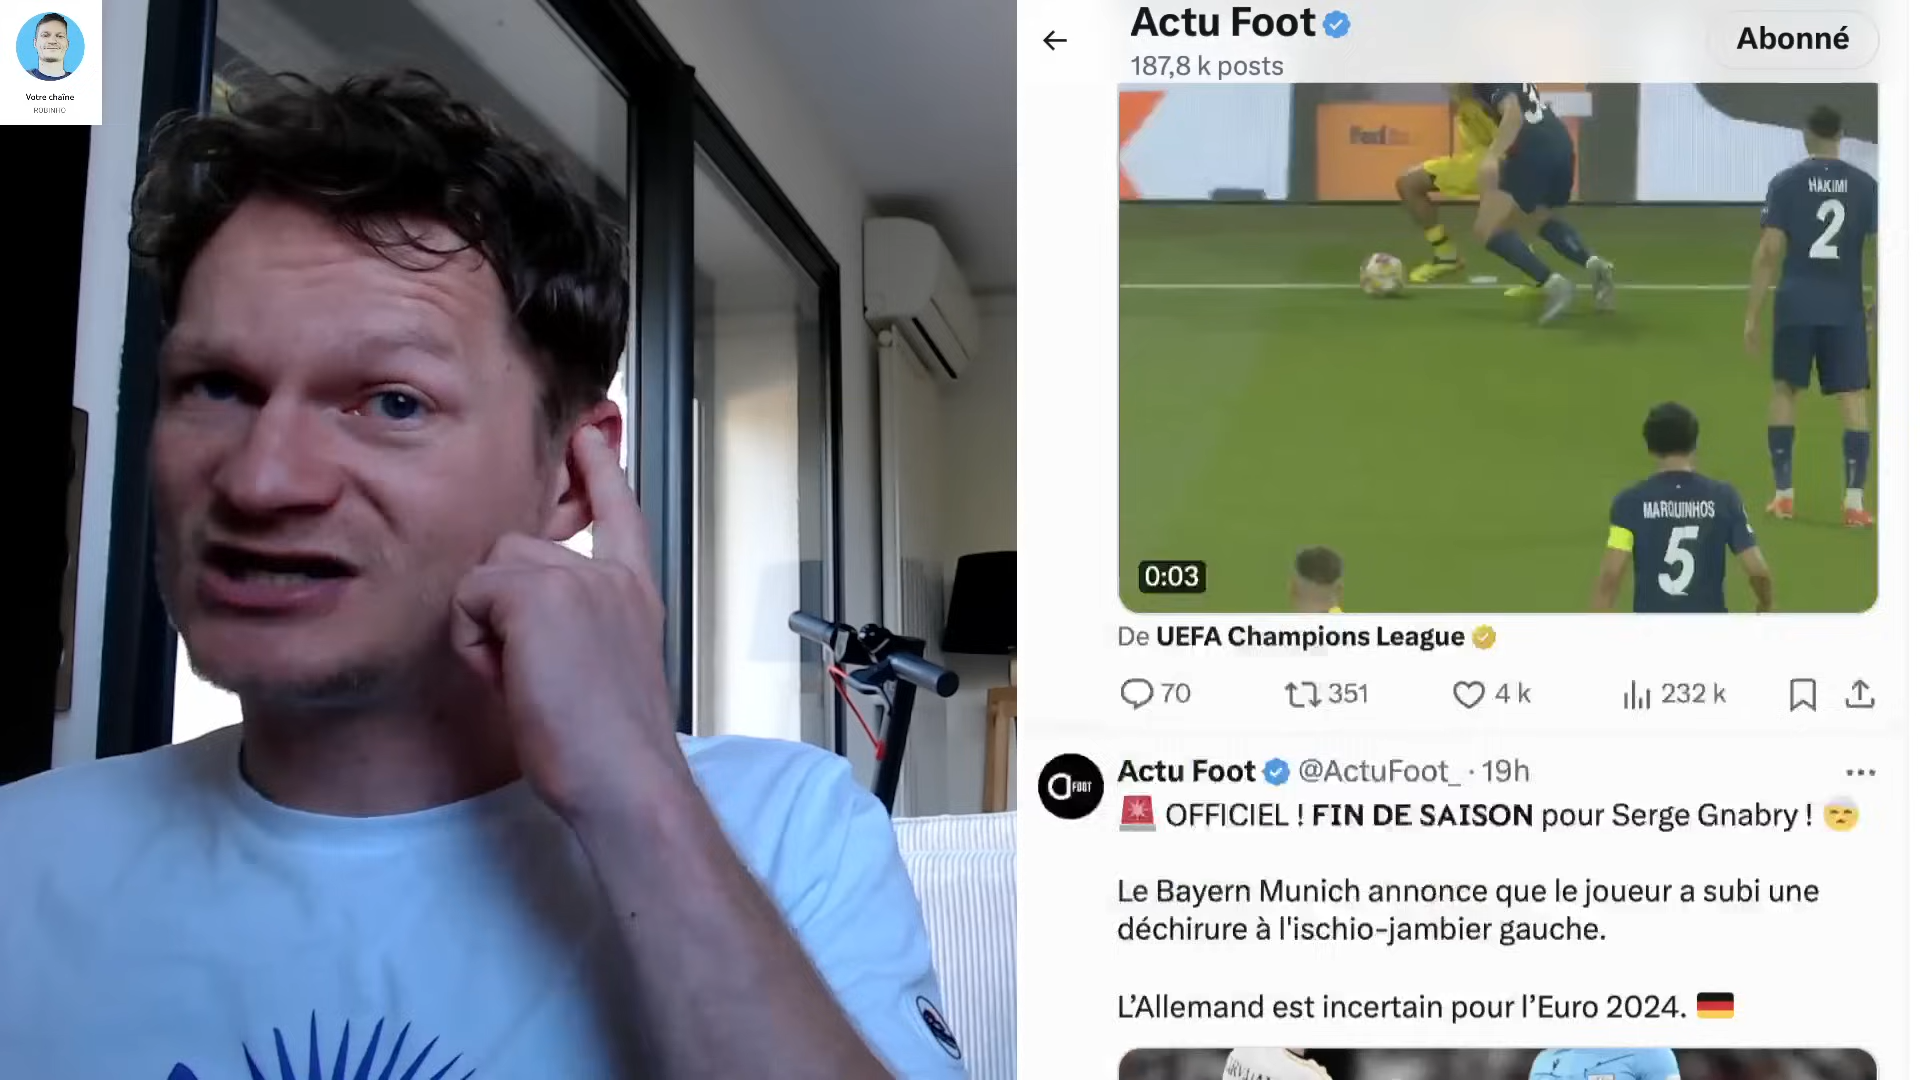 Votre chaîne
ROBINHO
Actu Foot
187,8 k posts
Abonné
FedEx
HAKIMI
2
MARQUINHOS
5
0:03
De UEFA Champions League
70
351
4 k
232 k
Actu Foot @ActuFoot_ · 19h
🚨 OFFICIEL ! FIN DE SAISON pour Serge Gnabry ! 🤕
Le Bayern Munich annonce que le joueur a subi une
déchirure à l'ischio-jambier gauche.
L’Allemand est incertain pour l’Euro 2024. 🇩🇪